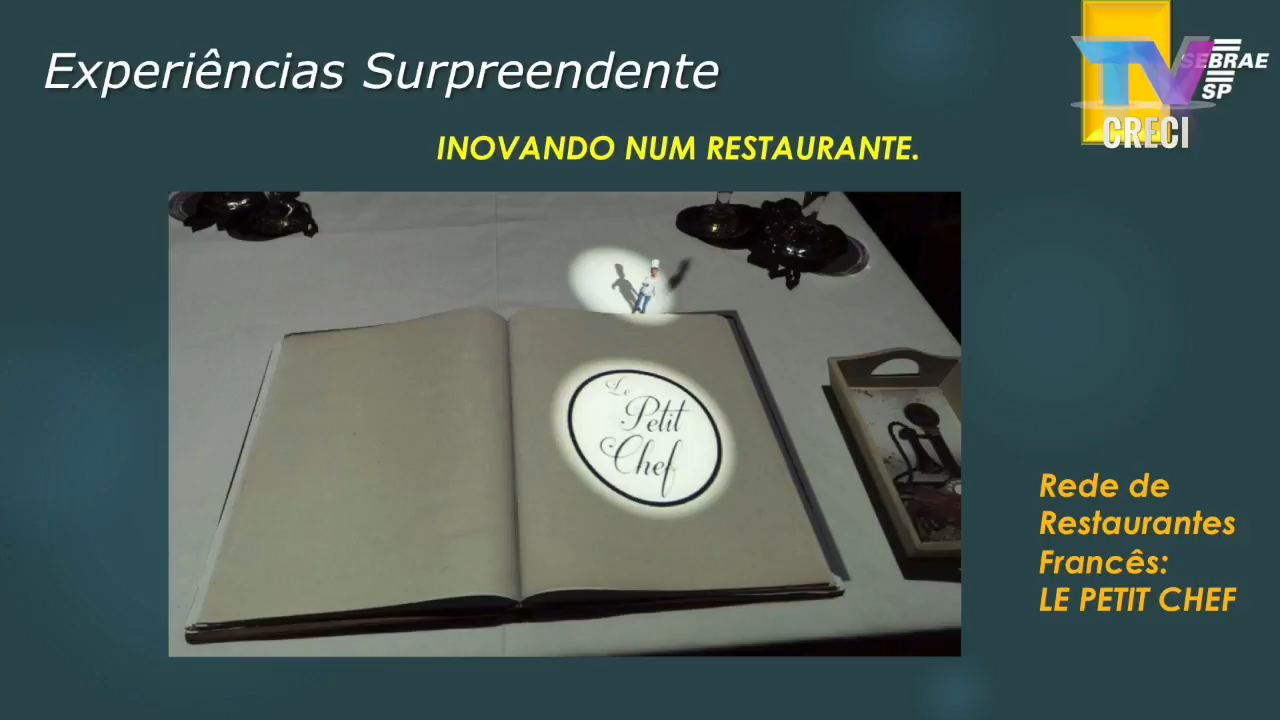 Experiências Surpreendente
TV
CRECI
SEBRAE
SP
INOVANDO NUM RESTAURANTE.
Le
Petit
Chef
Rede de
Restaurantes
Francês:
LE PETIT CHEF